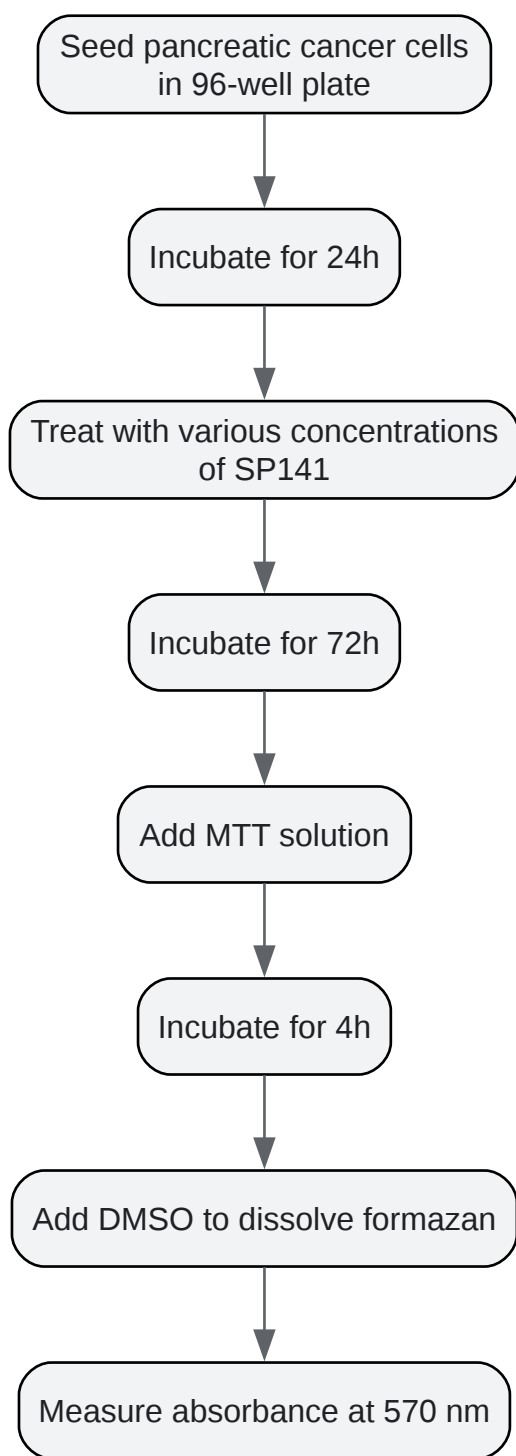 Seed pancreatic cancer cells
in 96-well plate
Incubate for 24h
Treat with various concentrations
of SP141
Incubate for 72h
Add MTT solution
Incubate for 4h
Add DMSO to dissolve formazan
Measure absorbance at 570 nm